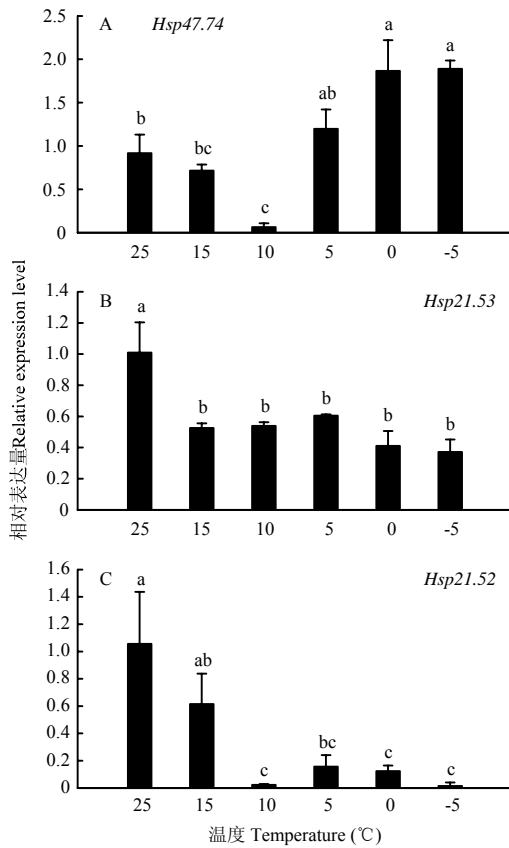 A Hsp47.74
2.5
2.0
1.5
1.0
0.5
0
b bc c ab a a
25 15 10 5 0 -5
B Hsp21.53
1.4
1.2
1.0
0.8
0.6
0.4
0.2
0
a b b b b b
25 15 10 5 0 -5
C Hsp21.52
1.6
1.4
1.2
1.0
0.8
0.6
0.4
0.2
0
a ab c bc c c
25 15 10 5 0 -5
相对表达量Relative expression level
温度 Temperature (℃)